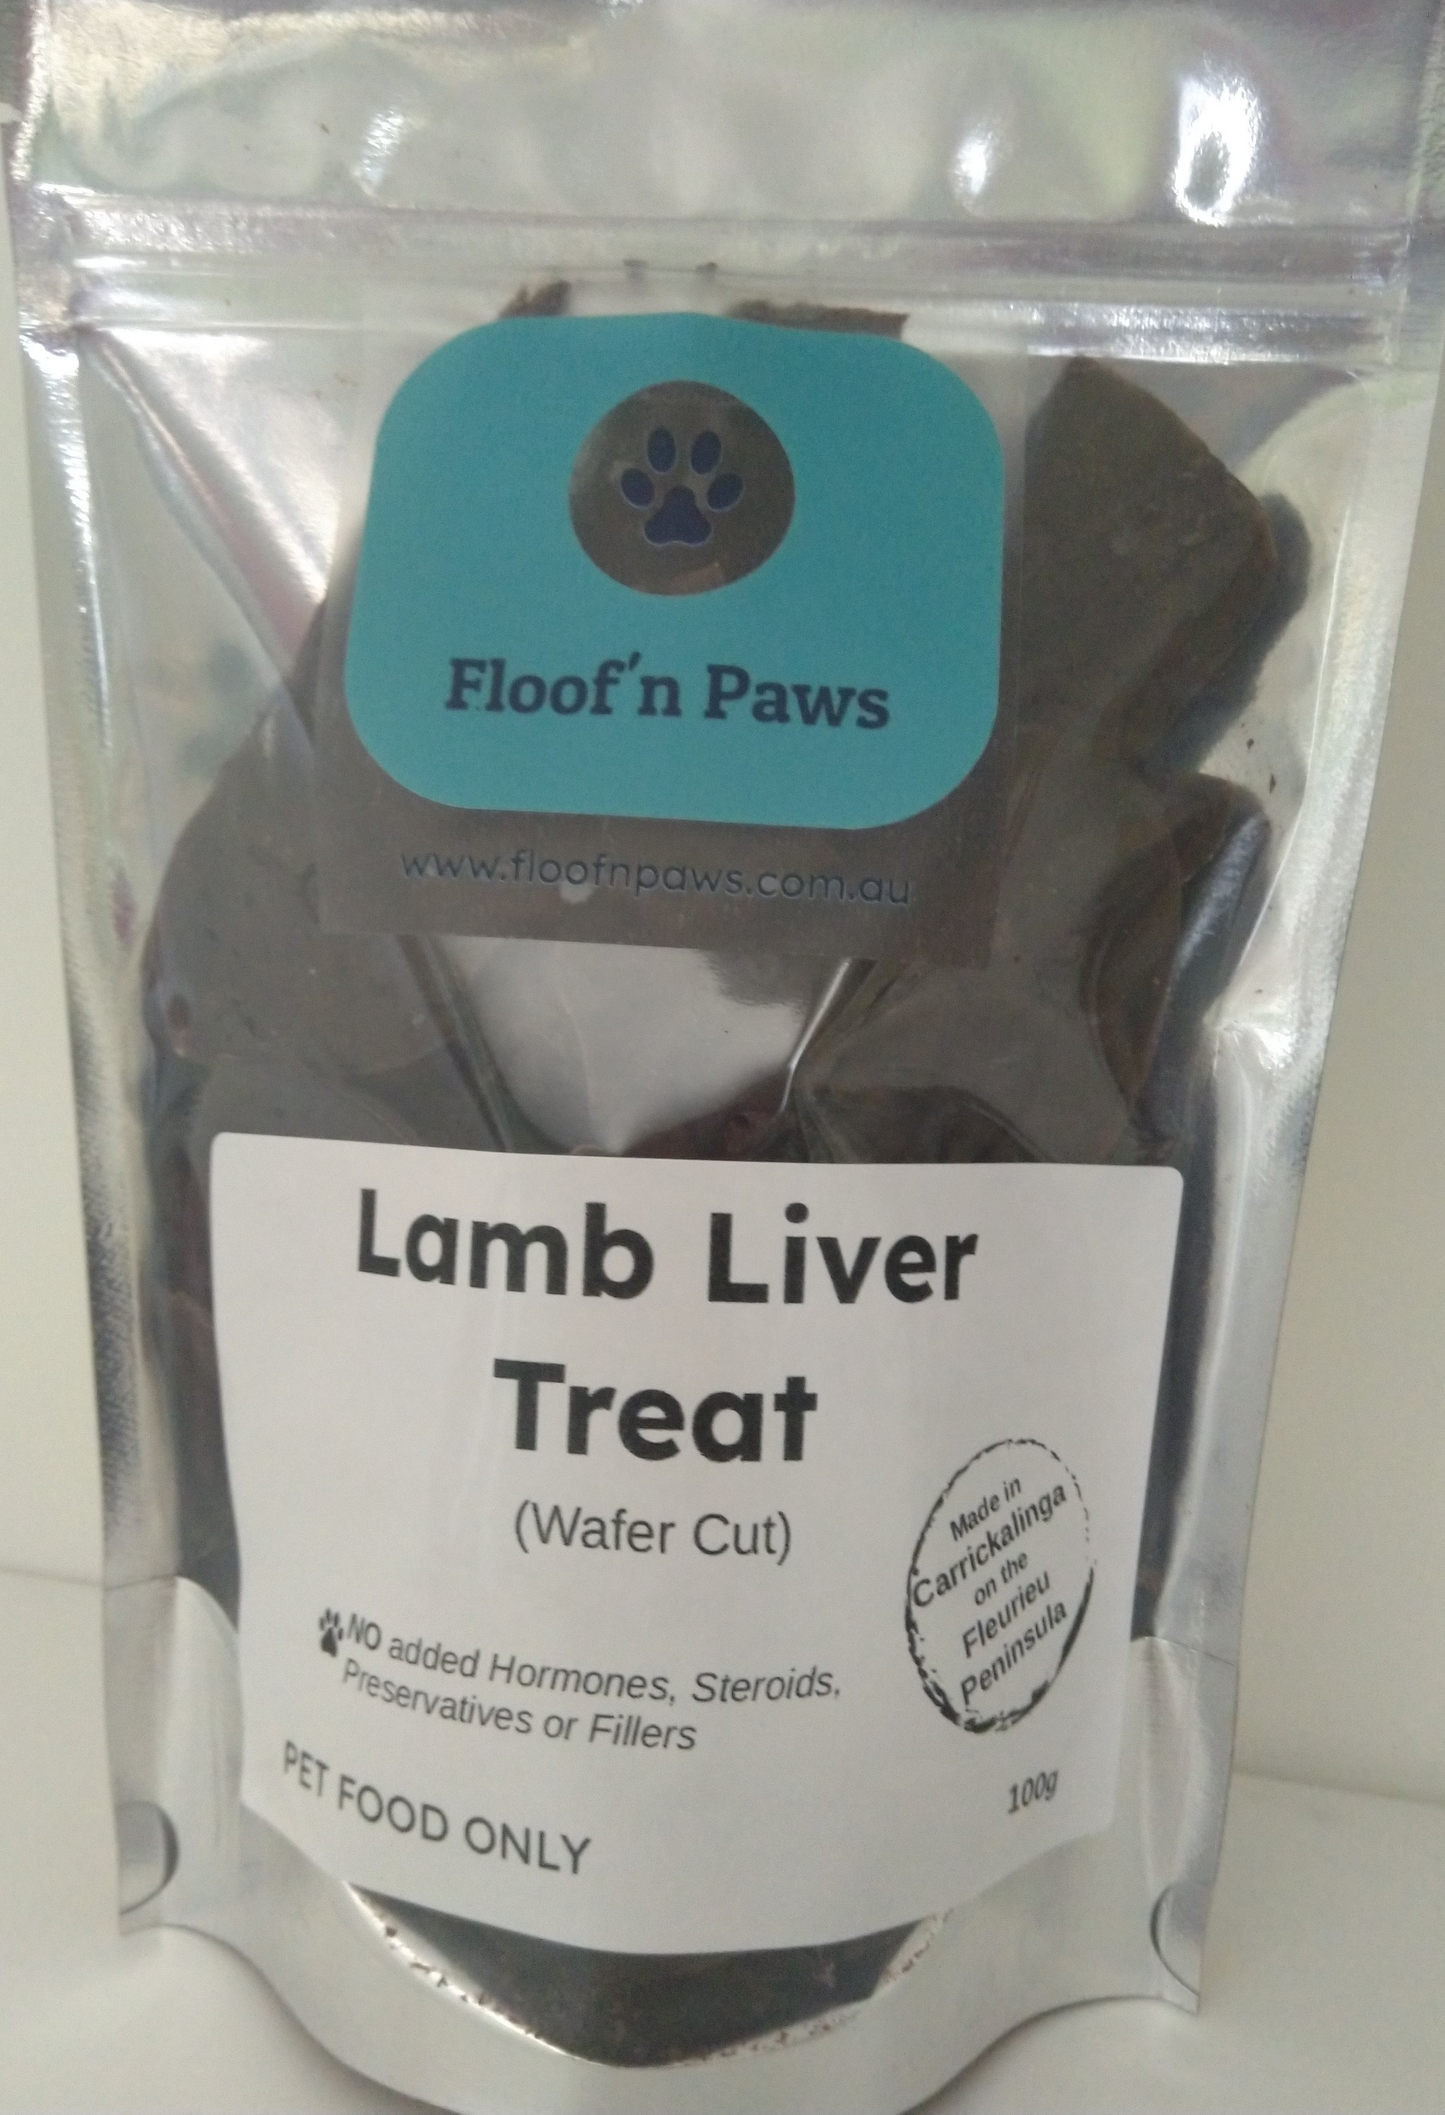 Floof'n Paws
www.floofnpaws.com.au
Lamb Liver
Treat
(Wafer Cut)
Made in
Carrickalinga
on the
Fleurieu
Peninsula
NO added Hormones, Steroids,
Preservatives or Fillers
PET FOOD ONLY
100g